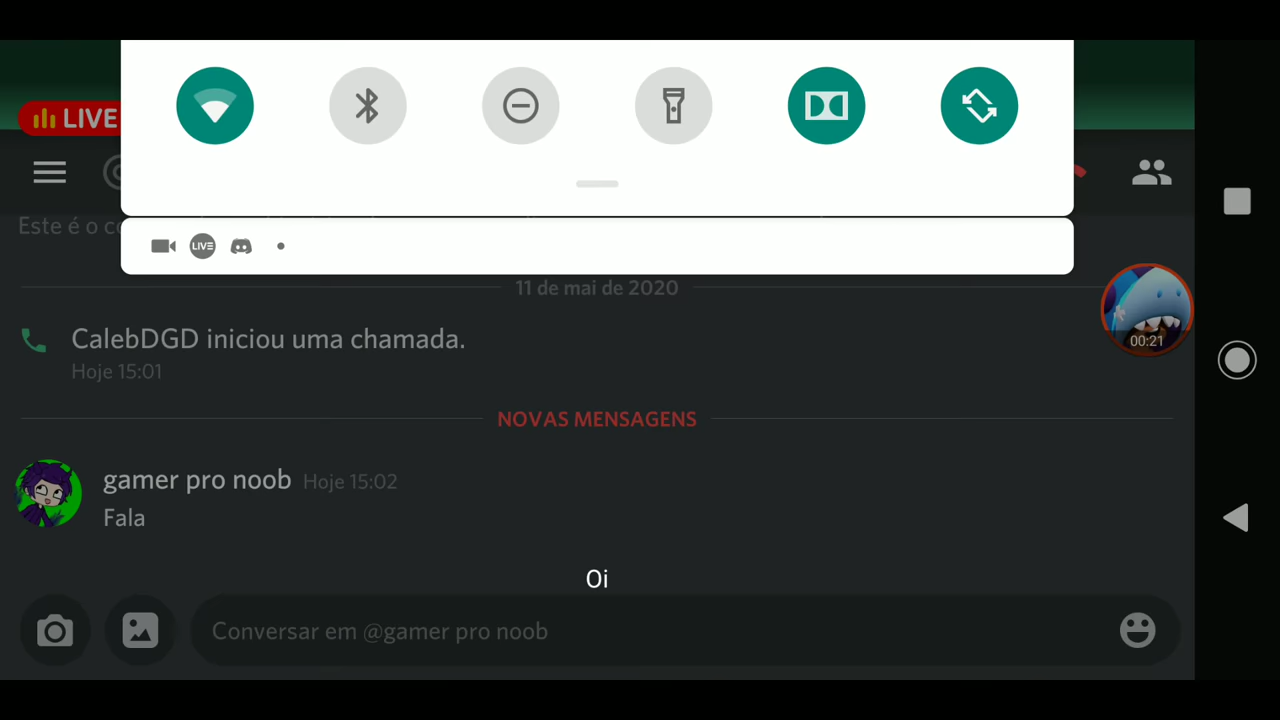 LIVE
Este é o c
LIVE
11 de mai de 2020
CalebDGD iniciou uma chamada.
Hoje 15:01
00:21
NOVAS MENSAGENS
gamer pro noob Hoje 15:02
Fala
Oi
Conversar em @gamer pro noob